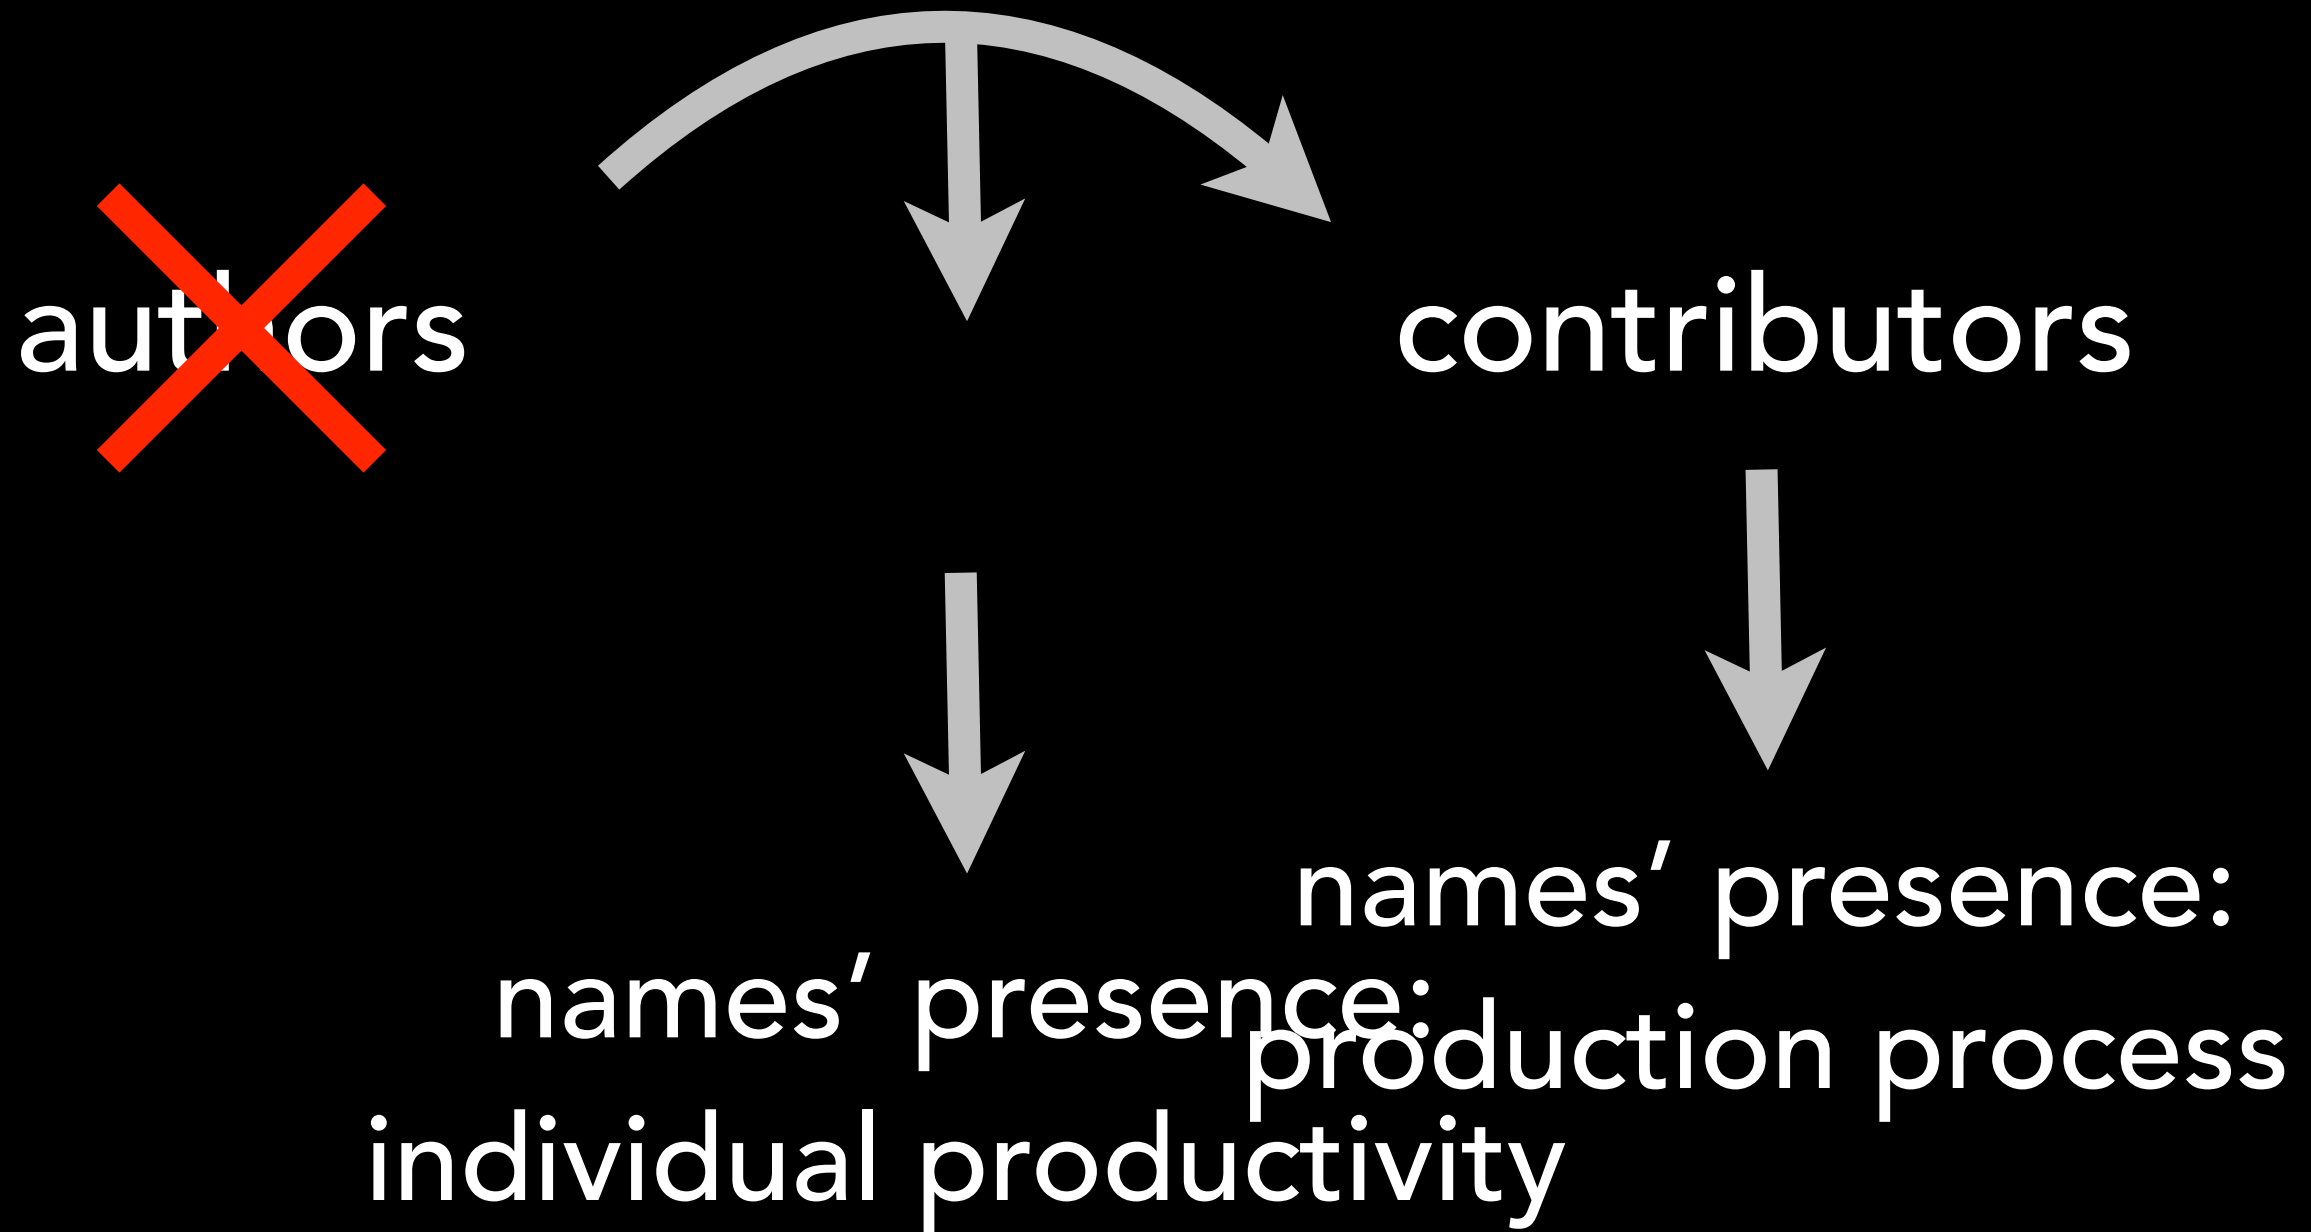 authors
contributors
names’ presence:
individual productivity
names’ presence:
production process